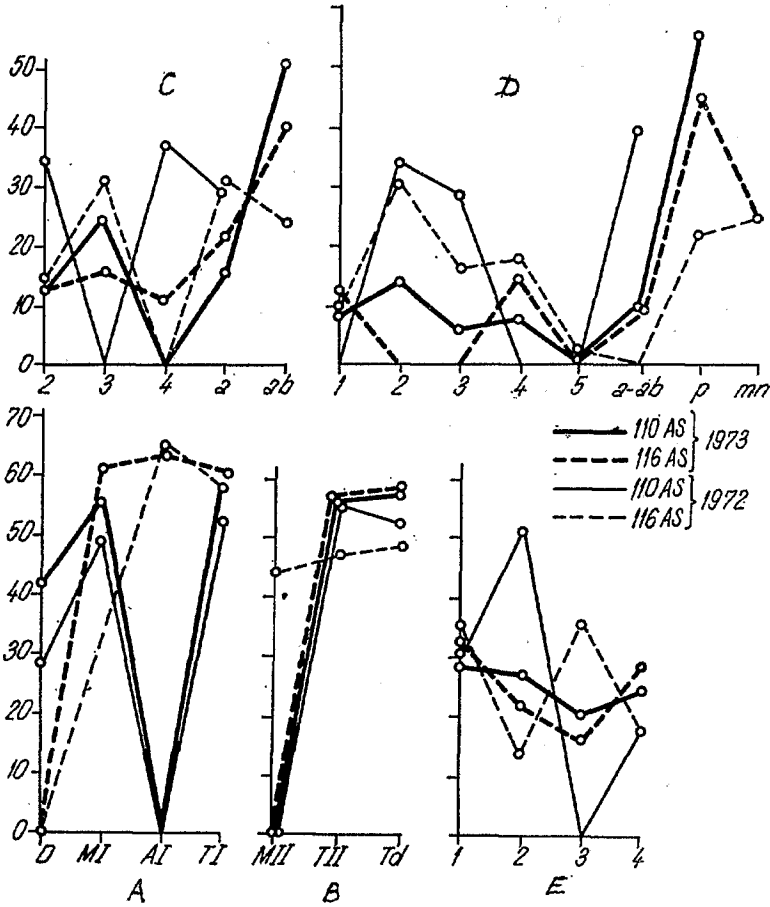 C
50
40
30
20
10
0
2 3 4 a ab
D
1 2 3 4 5 a-ab p mn
110 AS } 1973
116 AS
110 AS } 1972
116 AS
70
60
50
40
30
20
10
0
D MI AI TI
A
MII TII Td
B
1 2 3 4
E